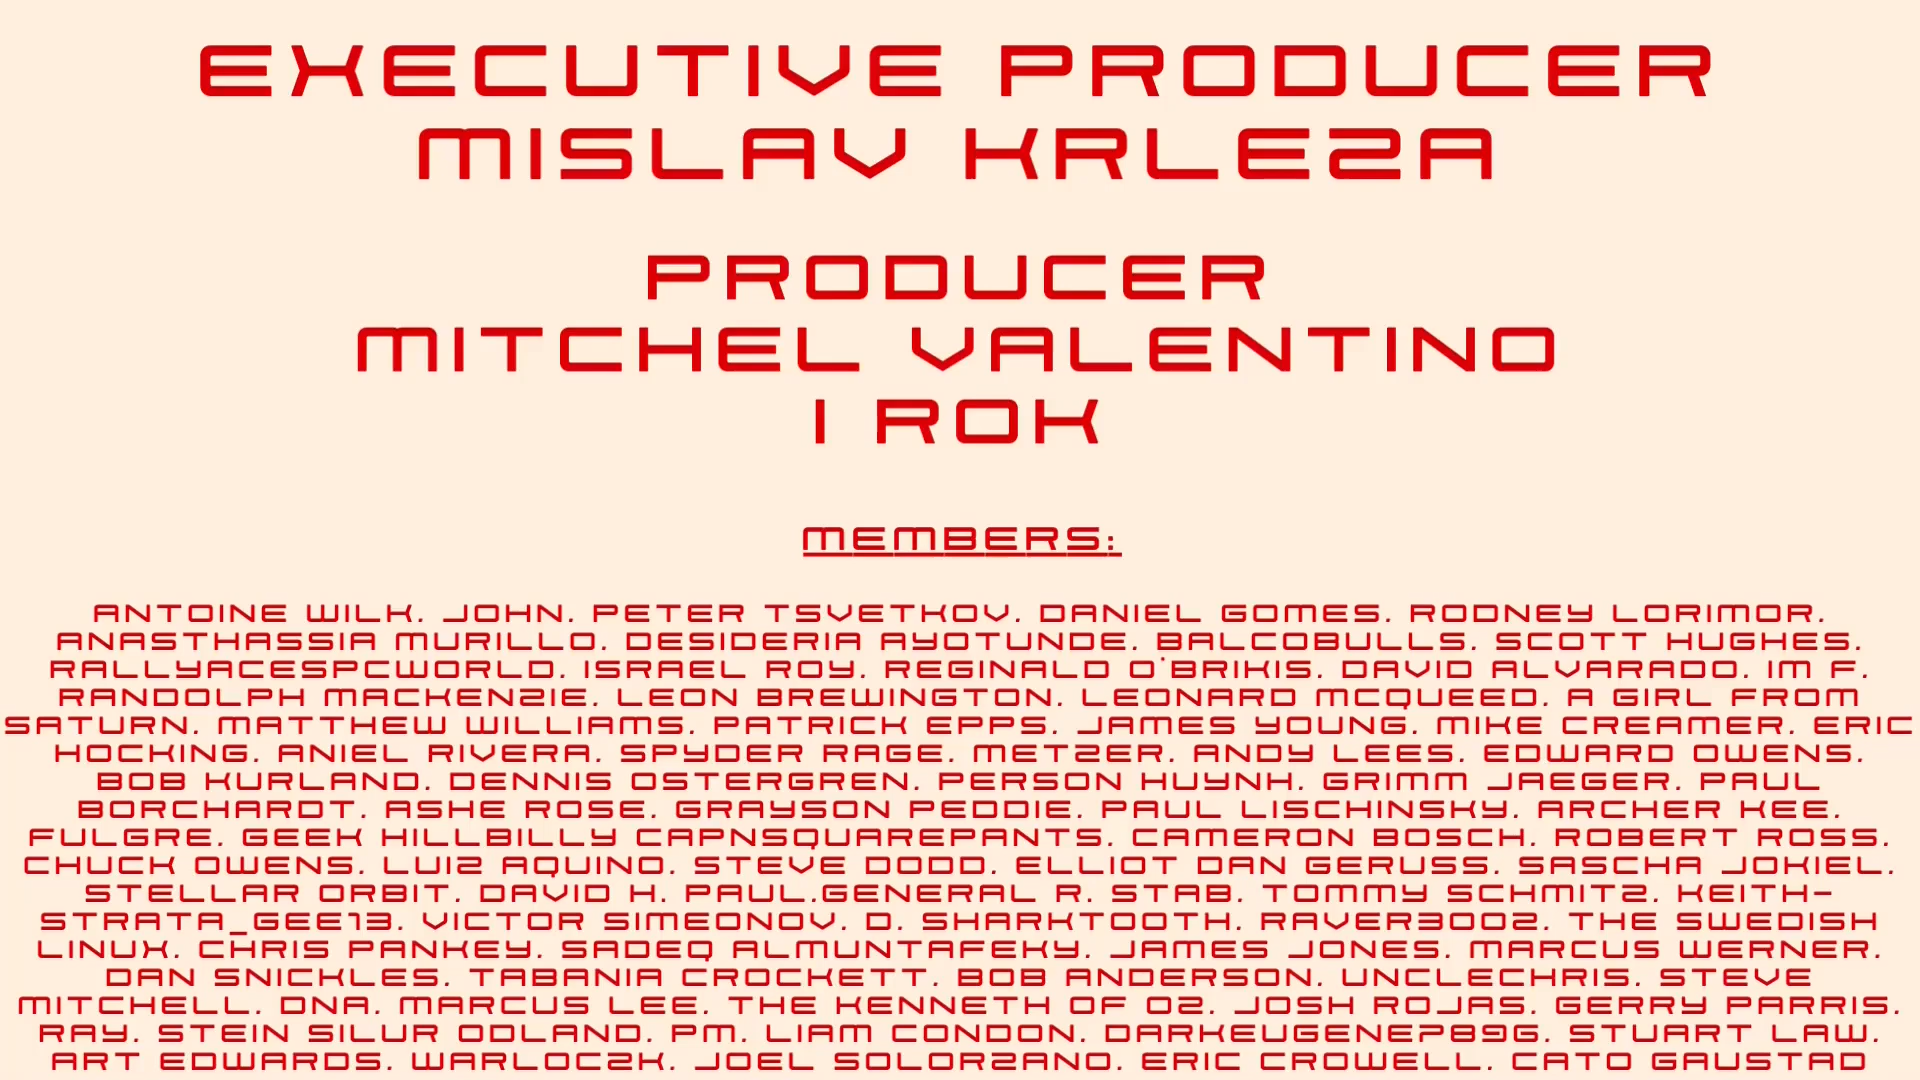 EXECUTIVE PRODUCER
MISLAV KRLEZA
PRODUCER
MITCHEL VALENTINO
I ROK
MEMBERS:
ANTOINE WILK. JOHN. PETER TSVETKOV. DANIEL GOMES. RODNEY LORIMOR.
ANASTHASSIA MURILLO. DESIDERIA AYOTUNDE. BALCOBULLS. SCOTT HUGHES.
RALLYACESPCWORLD. ISRAEL ROY. REGINALD O'BRIKIS. DAVID ALVARADO. IM F.
RANDOLPH MACKENZIE. LEON BREWINGTON. LEONARD MCQUEED. A GIRL FROM
SATURN. MATTHEW WILLIAMS. PATRICK EPPS. JAMES YOUNG. MIKE CREAMER. ERIC
HOCKING. ANIEL RIVERA. SPYDER RAGE. METZER. ANDY LEES. EDWARD OWENS.
BOB KURLAND. DENNIS OSTERGREN. PERSON HUYNH. GRIMM JAEGER. PAUL
BORCHARDT. ASHE ROSE. GRAYSON PEDDIE. PAUL LISCHINSKY. ARCHER KEE.
FULGRE. GEEK HILLBILLY CAPNSQUAREPANTS. CAMERON BOSCH. ROBERT ROSS.
CHUCK OWENS. LUIZ AQUINO. STEVE DODD. ELLIOT DAN GERUSS. SASCHA JOKIEL.
STELLAR ORBIT. DAVID H. PAUL.GENERAL R. STAB. TOMMY SCHMITZ. KEITH-
STRATA_GEE13. VICTOR SIMEONOV. D. SHARKTOOTH. RAVER3002. THE SWEDISH
LINUX. CHRIS PANKEY. SADEQ ALMUNTAFEKY. JAMES JONES. MARCUS WERNER.
DAN SNICKLES. TABANIA CROCKETT. BOB ANDERSON. UNCLECHRIS. STEVE
MITCHELL. DNA. MARCUS LEE. THE KENNETH OF OZ. JOSH ROJAS. GERRY PARRIS.
RAY. STEIN SILUR ODLAND. PM. LIAM CONDON. DARKEUGENEP896. STUART LAW.
ART EDWARDS. WARLOCZK. JOEL SOLORZANO. ERIC CROWELL. CATO GAUSTAD